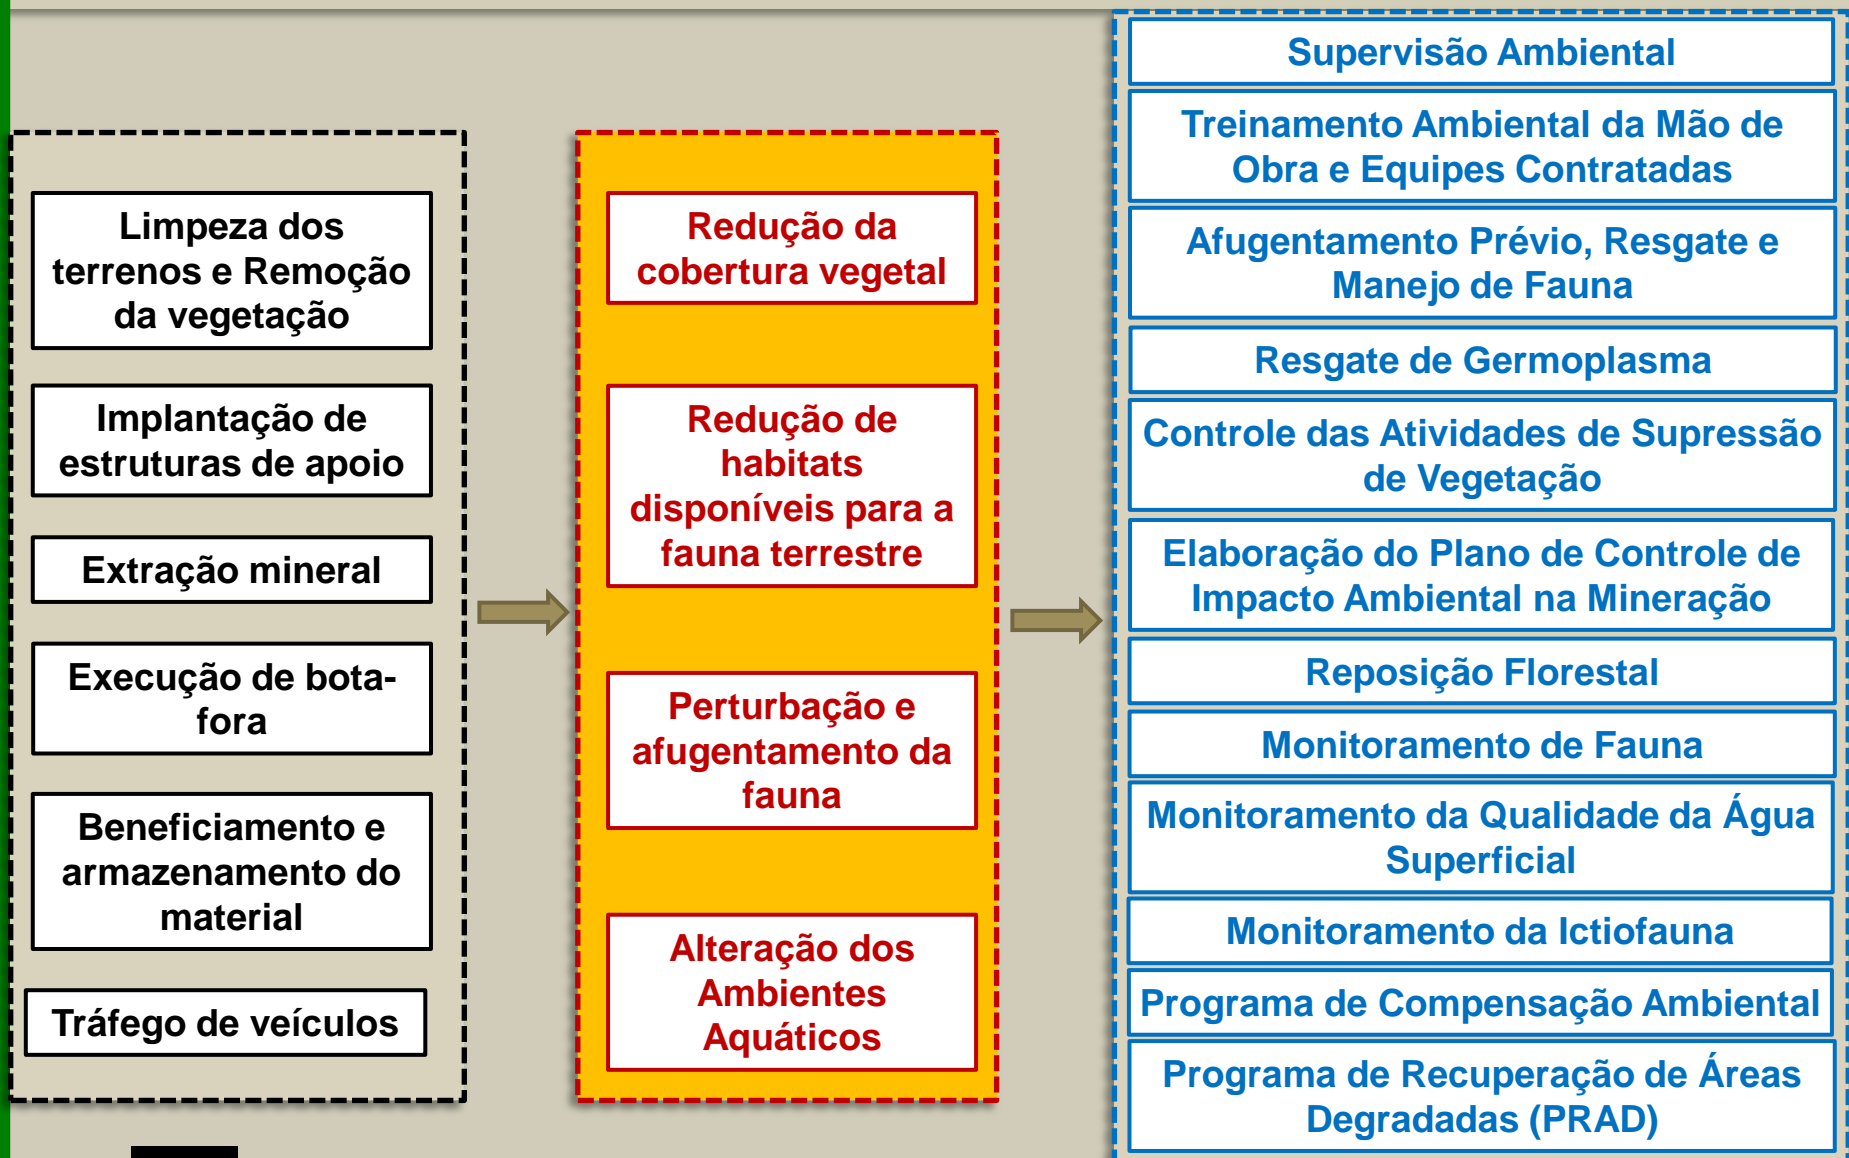 Limpeza dos
terrenos e Remoção
da vegetação
Implantação de
estruturas de apoio
Extração mineral
Execução de bota-
fora
Beneficiamento e
armazenamento do
material
Tráfego de veículos
Redução da
cobertura vegetal
Redução de
habitats
disponíveis para a
fauna terrestre
Perturbação e
afugentamento da
fauna
Alteração dos
Ambientes
Aquáticos
Supervisão Ambiental
Treinamento Ambiental da Mão de
Obra e Equipes Contratadas
Afugentamento Prévio, Resgate e
Manejo de Fauna
Resgate de Germoplasma
Controle das Atividades de Supressão
de Vegetação
Elaboração do Plano de Controle de
Impacto Ambiental na Mineração
Reposição Florestal
Monitoramento de Fauna
Monitoramento da Qualidade da Água
Superficial
Monitoramento da Ictiofauna
Programa de Compensação Ambiental
Programa de Recuperação de Áreas
Degradadas (PRAD)